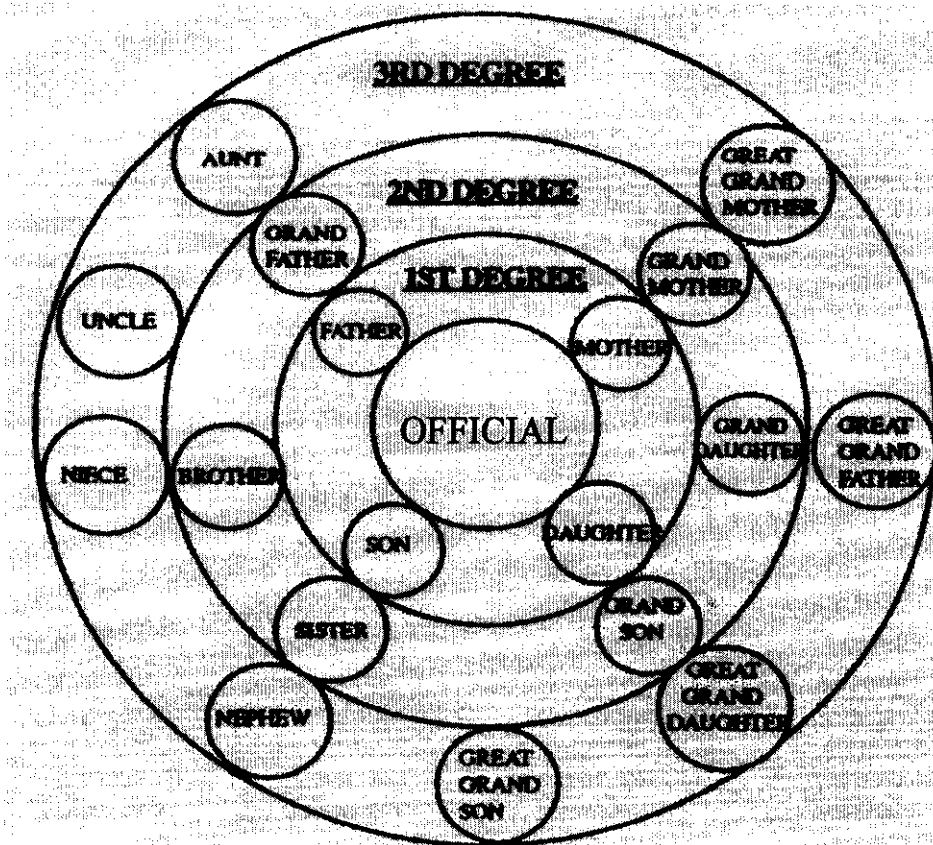 3RD DEGREE
AUNT
GREAT
GRAND
MOTHER
2ND DEGREE
GRAND
FATHER
GRAND
MOTHER
1ST DEGREE
UNCLE
FATHER
MOTHER
OFFICIAL
GRAND
DAUGHTER
GREAT
GRAND
FATHER
NIECE
BROTHER
SON
DAUGHTER
SISTER
GRAND
SON
NEPHEW
GREAT
GRAND
DAUGHTER
GREAT
GRAND
SON